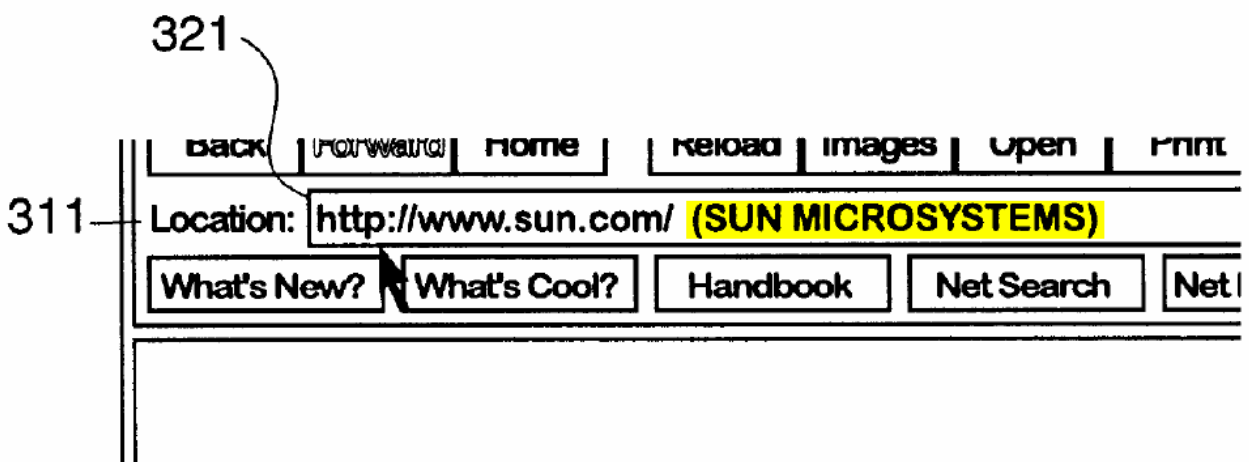 321
Back Forward Home Reload Images Open Print
311 Location: http://www.sun.com/ (SUN MICROSYSTEMS)
What's New? What's Cool? Handbook Net Search Net